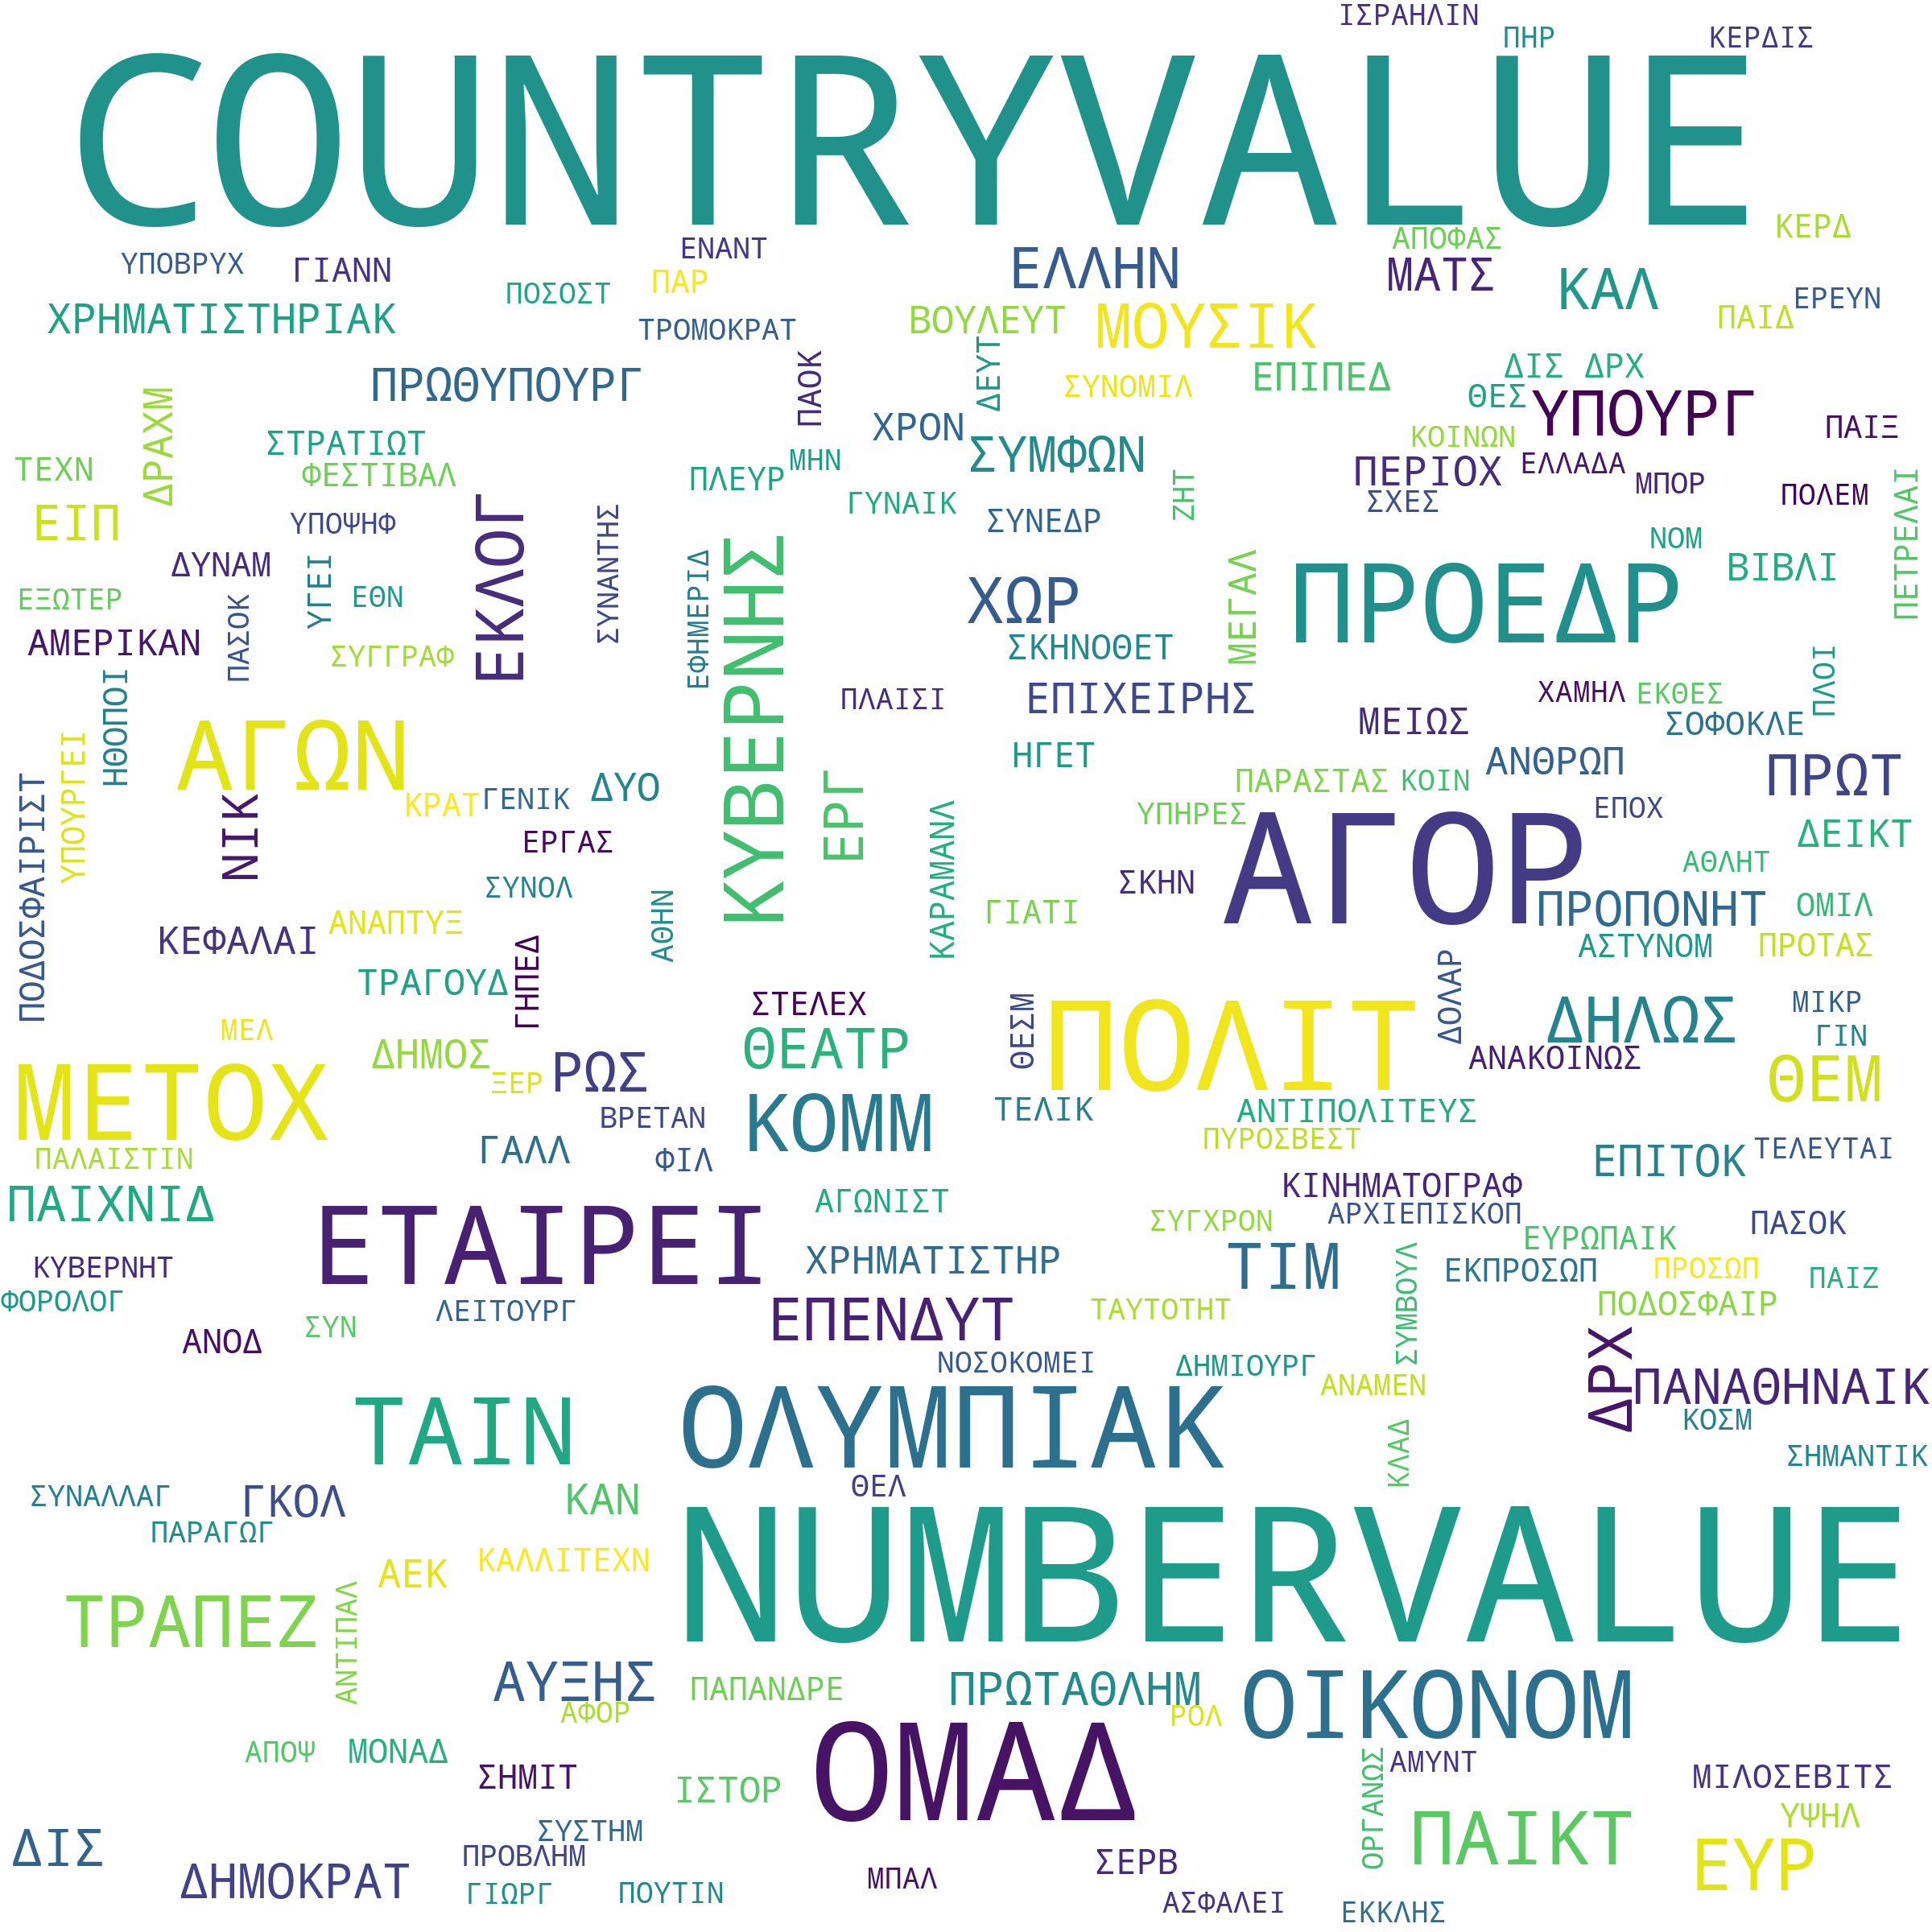 ΙΣΡΑΗΛΙΝ
ΠΗΡ
ΚΕΡΔΙΣ
COUNTRYVALUE
ΑΠΟΦΑΣ
ΚΕΡΔ
ΥΠΟΒΡΥΧ
ΓΙΑΝΝ
ΕΝΑΝΤ
ΕΛΛΗΝ
ΜΑΤΣ
ΚΑΛ
ΠΟΣΟΣΤ
ΠΑΡ
ΕΡΕΥΝ
ΧΡΗΜΑΤΙΣΤΗΡΙΑΚ
ΤΡΟΜΟΚΡΑΤ
ΒΟΥΛΕΥΤ
ΜΟΥΣΙΚ
ΠΑΙΔ
ΠΡΩΘΥΠΟΥΡΓ
ΠΑΟΚ
ΔΕΥΤ
ΣΥΝΟΜΙΛ
ΕΠΙΠΕΔ
ΔΙΣ ΔΡΧ
ΘΕΣ
ΥΠΟΥΡΓ
ΔΡΑΧΜ
ΣΤΡΑΤΙΩΤ
ΧΡΟΝ
ΣΥΜΦΩΝ
ΚΟΙΝΩΝ
ΠΑΙΞ
ΤΕΧΝ
ΦΕΣΤΙΒΑΛ
ΠΛΕΥΡ
ΜΗΝ
ΠΕΡΙΟΧ
ΕΛΛΑΔΑ
ΜΠΟΡ
ΠΟΛΕΜ
ΠΕΤΡΕΛΑΙ
ΕΙΠ
ΥΠΟΨΗΦ
ΕΚΛΟΓ
ΣΥΝΑΝΤΗΣ
ΓΥΝΑΙΚ
ΣΥΝΕΔΡ
ΖΗΤ
ΣΧΕΣ
ΝΟΜ
ΒΙΒΛΙ
ΔΥΝΑΜ
ΥΓΕΙ
ΕΘΝ
ΕΦΗΜΕΡΙΔ
ΚΥΒΕΡΝΗΣ
ΧΩΡ
ΜΕΓΑΛ
ΠΡΟΕΔΡ
ΕΞΩΤΕΡ
ΠΑΣΟΚ
ΑΜΕΡΙΚΑΝ
ΣΥΓΓΡΑΦ
ΣΚΗΝΟΘΕΤ
ΗΘΟΠΟΙ
ΠΛΑΙΣΙ
ΕΠΙΧΕΙΡΗΣ
ΧΑΜΗΛ
ΕΚΘΕΣ
ΠΛΟΙ
ΥΠΟΥΡΓΕΙ
ΑΓΩΝ
ΗΓΕΤ
ΜΕΙΩΣ
ΣΟΦΟΚΛΕ
ΑΝΘΡΩΠ
ΠΡΩΤ
ΠΟΔΟΣΦΑΙΡΙΣΤ
ΝΙΚ
ΚΡΑΤ
ΓΕΝΙΚ
ΔΥΟ
ΕΡΓ
ΠΑΡΑΣΤΑΣ
ΚΟΙΝ
ΥΠΗΡΕΣ
ΑΓΟΡ
ΕΠΟΧ
ΔΕΙΚΤ
ΕΡΓΑΣ
ΚΑΡΑΜΑΝΛ
ΑΘΛΗΤ
ΣΥΝΟΛ
ΑΘΗΝ
ΣΚΗΝ
ΓΙΑΤΙ
ΠΡΟΠΟΝΗΤ
ΟΜΙΛ
ΚΕΦΑΛΑΙ
ΑΝΑΠΤΥΞ
ΓΗΠΕΔ
ΑΣΤΥΝΟΜ
ΠΡΟΤΑΣ
ΤΡΑΓΟΥΔ
ΣΤΕΛΕΧ
ΘΕΣΜ
ΠΟΛΙΤ
ΔΟΛΑΡ
ΔΗΛΩΣ
ΜΙΚΡ
ΓΙΝ
ΜΕΛ
ΜΕΤΟΧ
ΔΗΜΟΣ
ΞΕΡ
ΡΩΣ
ΘΕΑΤΡ
ΑΝΑΚΟΙΝΩΣ
ΘΕΜ
ΒΡΕΤΑΝ
ΚΟΜΜ
ΤΕΛΙΚ
ΑΝΤΙΠΟΛΙΤΕΥΣ
ΠΑΛΑΙΣΤΙΝ
ΓΑΛΛ
ΦΙΛ
ΠΥΡΟΣΒΕΣΤ
ΕΠΙΤΟΚ
ΤΕΛΕΥΤΑΙ
ΠΑΙΧΝΙΔ
ΕΤΑΙΡΕΙ
ΑΓΩΝΙΣΤ
ΚΙΝΗΜΑΤΟΓΡΑΦ
ΣΥΓΧΡΟΝ
ΑΡΧΙΕΠΙΣΚΟΠ
ΠΑΣΟΚ
ΚΥΒΕΡΝΗΤ
ΧΡΗΜΑΤΙΣΤΗΡ
ΤΙΜ
ΣΥΜΒΟΥΛ
ΕΥΡΩΠΑΙΚ
ΕΚΠΡΟΣΩΠ
ΠΡΟΣΩΠ
ΠΑΙΖ
ΦΟΡΟΛΟΓ
ΑΝΟΔ
ΣΥΝ
ΛΕΙΤΟΥΡΓ
ΕΠΕΝΔΥΤ
ΤΑΥΤΟΤΗΤ
ΠΟΔΟΣΦΑΙΡ
ΝΟΣΟΚΟΜΕΙ
ΔΗΜΙΟΥΡΓ
ΑΝΑΜΕΝ
ΔΡΧ
ΠΑΝΑΘΗΝΑΙΚ
ΤΑΙΝ
ΟΛΥΜΠΙΑΚ
ΚΛΑΔ
ΚΟΣΜ
ΣΗΜΑΝΤΙΚ
ΣΥΝΑΛΛΑΓ
ΓΚΟΛ
ΚΑΝ
ΘΕΛ
ΠΑΡΑΓΩΓ
NUMBERVALUE
ΑΕΚ
ΚΑΛΛΙΤΕΧΝ
ΤΡΑΠΕΖ
ΑΝΤΙΠΑΛ
ΑΥΞΗΣ
ΠΑΠΑΝΔΡΕ
ΠΡΩΤΑΘΛΗΜ
ΟΙΚΟΝΟΜ
ΑΦΟΡ
ΡΟΛ
ΑΠΟΨ
ΜΟΝΑΔ
ΟΜΑΔ
ΣΗΜΙΤ
ΙΣΤΟΡ
ΟΡΓΑΝΩΣ
ΑΜΥΝΤ
ΜΙΛΟΣΕΒΙΤΣ
ΥΨΗΛ
ΔΙΣ
ΣΥΣΤΗΜ
ΠΑΙΚΤ
ΕΥΡ
ΔΗΜΟΚΡΑΤ
ΠΡΟΒΛΗΜ
ΣΕΡΒ
ΓΙΩΡΓ
ΠΟΥΤΙΝ
ΜΠΑΛ
ΑΣΦΑΛΕΙ
ΕΚΚΛΗΣ